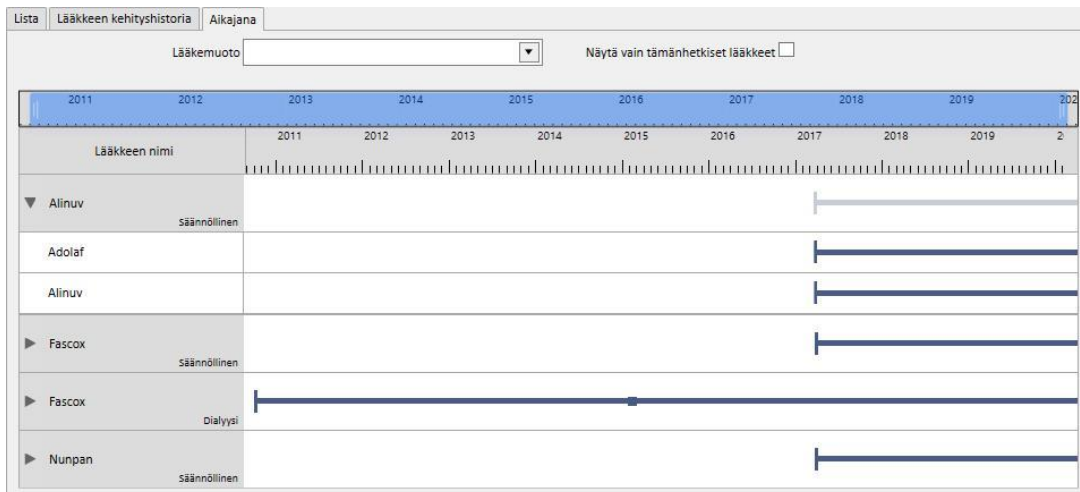 Lista Lääkkeen kehityshistoria Aikajana
Lääkemuoto Näytä vain tämänhetkiset lääkkeet
2011 2012 2013 2014 2015 2016 2017 2018 2019 202
Lääkkeen nimi 2011 2012 2013 2014 2015 2016 2017 2018 2019 2
Alinuv
Säännöllinen
Adolaf
Alinuv
Fascox
Säännöllinen
Fascox
Dialyysi
Nunpan
Säännöllinen